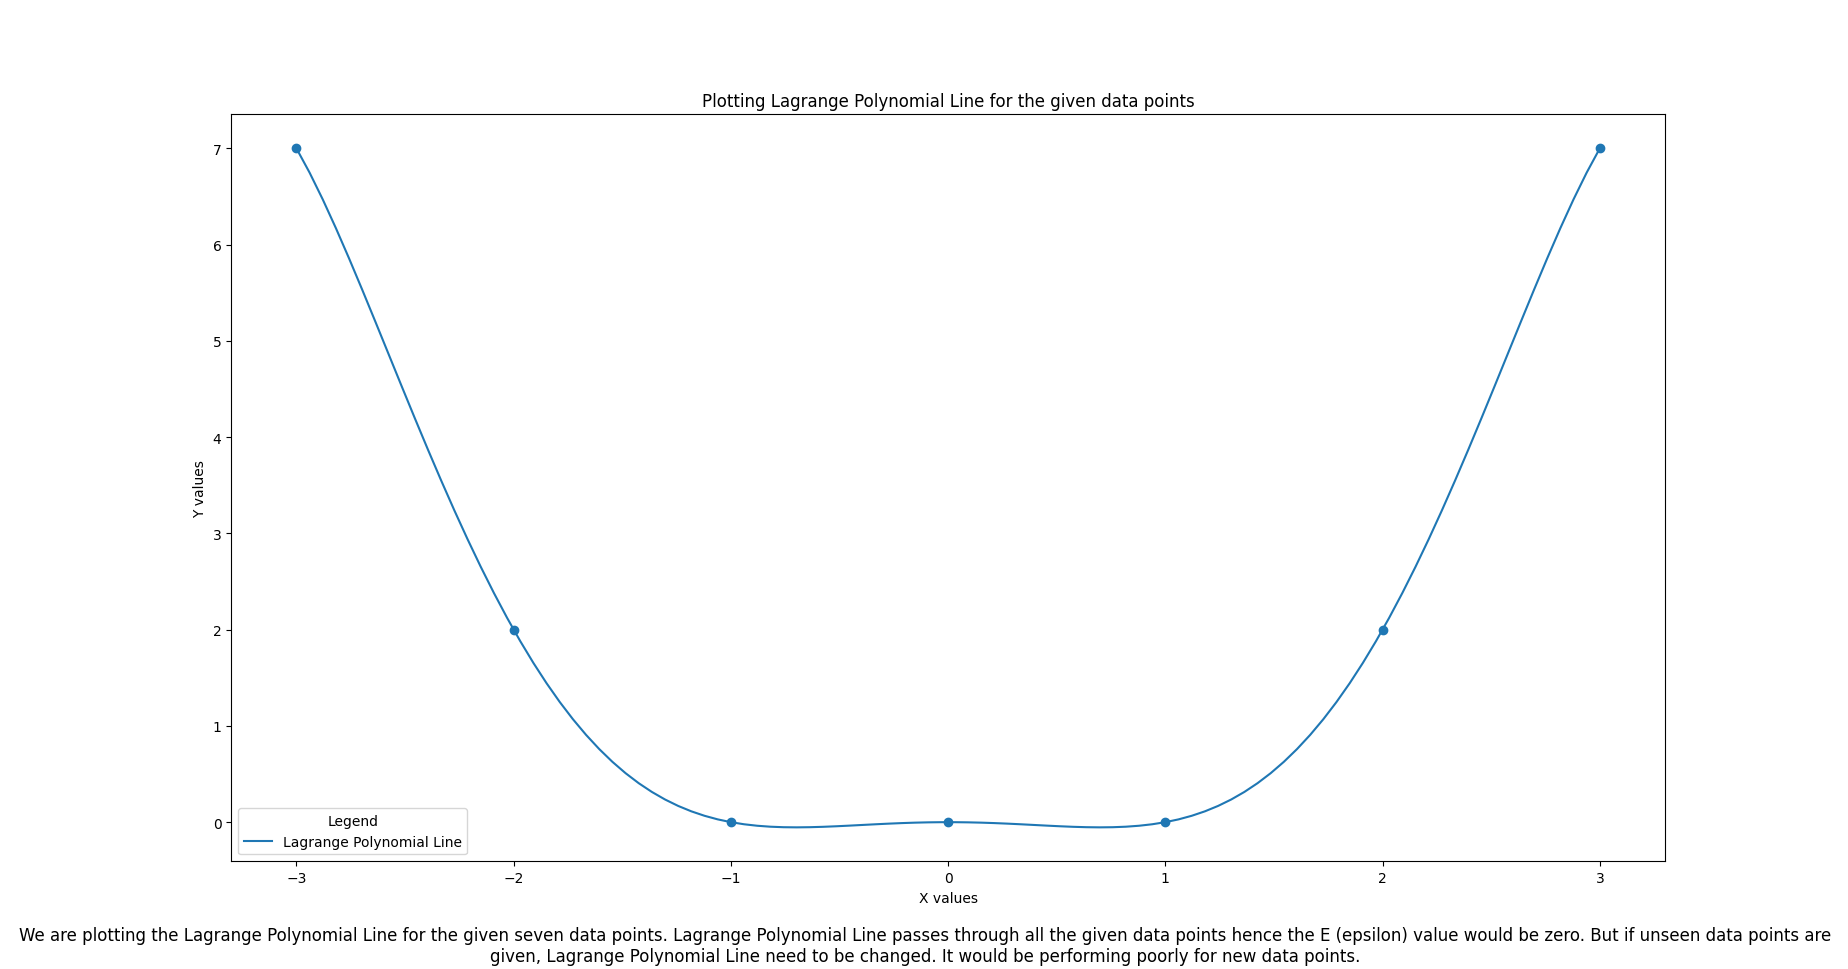 Plotting Lagrange Polynomial Line for the given data points
7
6
5
4
3
2
1
0
Y values
Legend
Lagrange Polynomial Line
−3
−2
−1
0
1
2
3
X values
We are plotting the Lagrange Polynomial Line for the given seven data points. Lagrange Polynomial Line passes through all the given data points hence the E (epsilon) value would be zero. But if unseen data points are
given, Lagrange Polynomial Line need to be changed. It would be performing poorly for new data points.